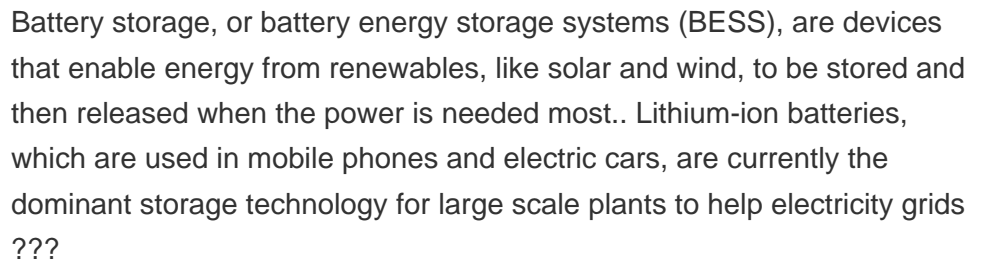 Battery storage, or battery energy storage systems (BESS), are devices
that enable energy from renewables, like solar and wind, to be stored and
then released when the power is needed most.. Lithium-ion batteries,
which are used in mobile phones and electric cars, are currently the
dominant storage technology for large scale plants to help electricity grids
???